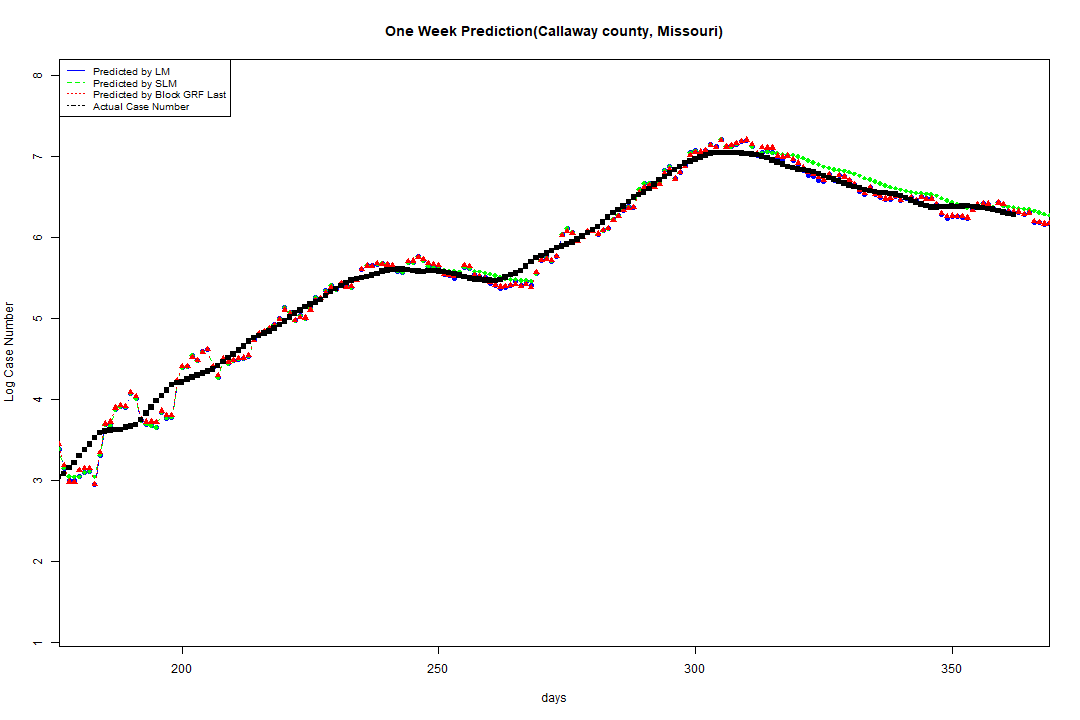 One Week Prediction(Callaway county, Missouri)
Predicted by LM
Predicted by SLM
Predicted by Block GRF Last
Actual Case Number
8
7
6
5
4
3
2
1
Log Case Number
200
250
300
350
days